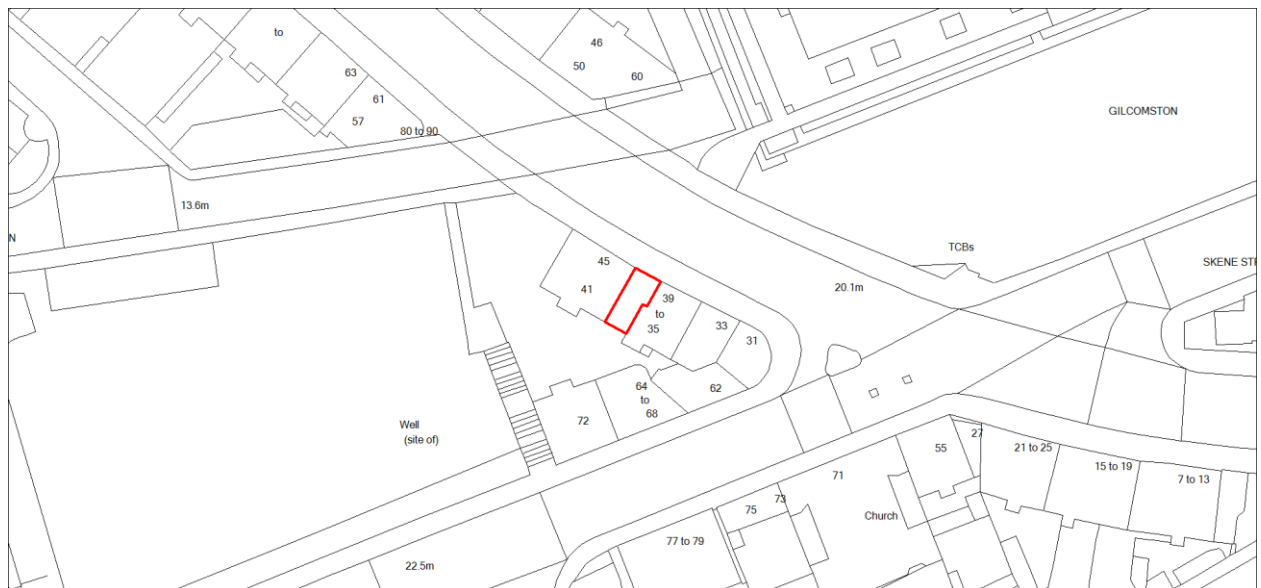 to
46
63
50
60
61
57
80 to 90
GILCOMSTON
13.6m
N
TCBs
45
SKENE STR
41
39
to
35
20.1m
33
31
64
to
68
62
72
Well
(site of)
27
55
21 to 25
15 to 19
7 to 13
71
73
75
Church
77 to 79
22.5m